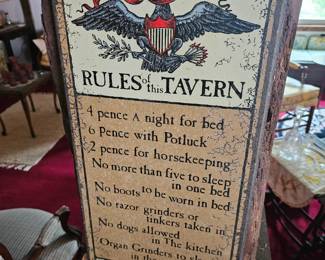 RULES of this TAVERN
4 pence A night for bed
6 Pence with Potluck
2 pence for horsekeeping
No more than five to sleep
in one bed
No boots to be worn in bed
No razor grinders or
tinkers taken in
No dogs allowed
in The kitchen
Organ Grinders to
in the